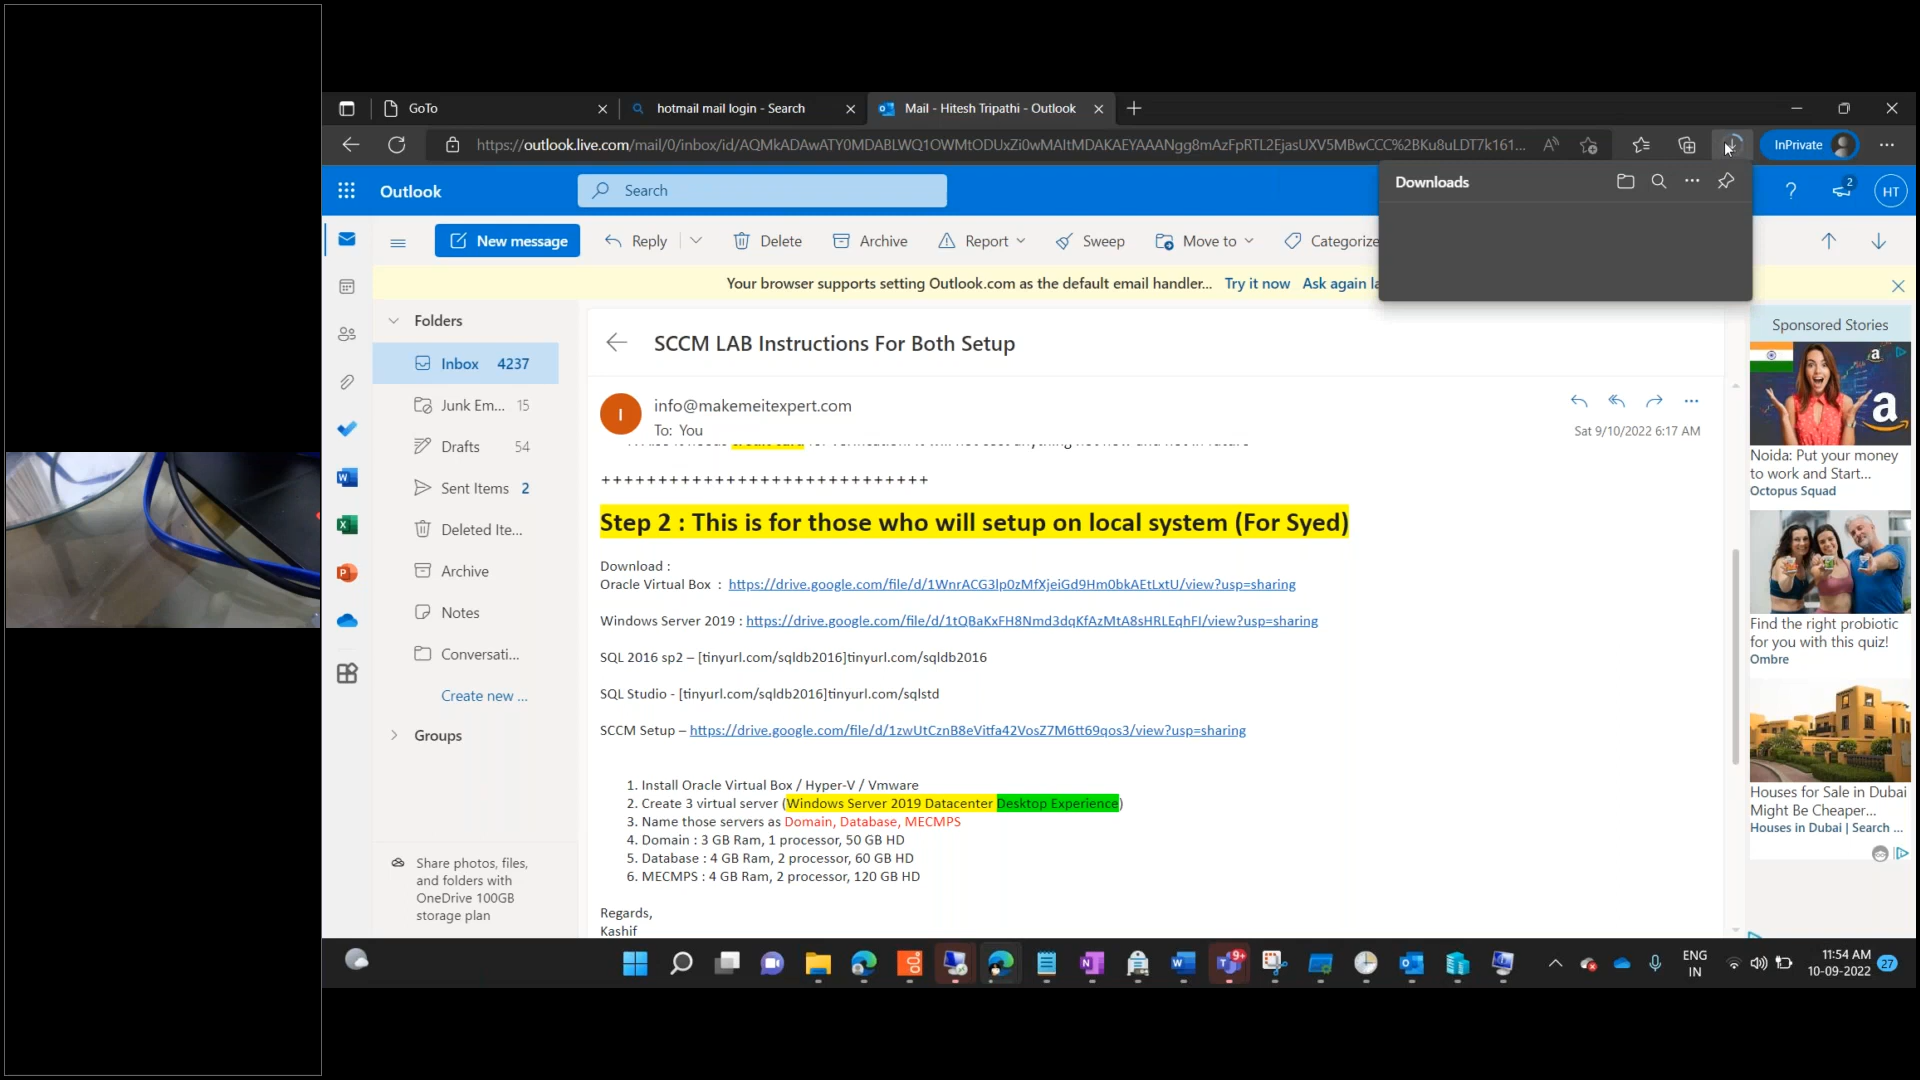 GoTo
hotmail mail login - Search
Mail - Hitesh Tripathi - Outlook
https://outlook.live.com/mail/0/inbox/id/AQMkADAwATY0MDABLWQ1OWMtODUxZi0wMAItMDAKAEYAAANgg8mAzFpRTL2EjasUXV5MBwCCC%2BKu8uLDT7k161...
InPrivate
Outlook
Search
Downloads
2
HT
New message
Reply
Delete
Archive
Report
Sweep
Move to
Categorize
Your browser supports setting Outlook.com as the default email handler...
Try it now
Ask again la
Folders
Inbox 4237
Junk Em... 15
Drafts 54
Sent Items 2
Deleted Ite...
Archive
Notes
Conversati...
Create new ...
Groups
Share photos, files,
and folders with
OneDrive 100GB
storage plan
SCCM LAB Instructions For Both Setup
I
info@makemeitexpert.com
To: You
Sat 9/10/2022 6:17 AM
++++++++++++++++++++++++++++
Step 2 : This is for those who will setup on local system (For Syed)
Download :
Oracle Virtual Box : https://drive.google.com/file/d/1WnrACG3lp0zMfXjeiGd9Hm0bkAEtLxtU/view?usp=sharing
Windows Server 2019 : https://drive.google.com/file/d/1tQBaKxFH8Nmd3dqKfAzMtA8sHRLEqhFI/view?usp=sharing
SQL 2016 sp2 – [tinyurl.com/sqldb2016]tinyurl.com/sqldb2016
SQL Studio - [tinyurl.com/sqldb2016]tinyurl.com/sqlstd
SCCM Setup – https://drive.google.com/file/d/1zwUtCznB8eVitfa42VosZ7M6tt69qos3/view?usp=sharing
1. Install Oracle Virtual Box / Hyper-V / Vmware
2. Create 3 virtual server (Windows Server 2019 Datacenter Desktop Experience)
3. Name those servers as Domain, Database, MECMPS
4. Domain : 3 GB Ram, 1 processor, 50 GB HD
5. Database : 4 GB Ram, 2 processor, 60 GB HD
6. MECMPS : 4 GB Ram, 2 processor, 120 GB HD
Regards,
Kashif
Sponsored Stories
Noida: Put your money
to work and Start...
Octopus Squad
Find the right probiotic
for you with this quiz!
Ombre
Houses for Sale in Dubai
Might Be Cheaper...
Houses in Dubai | Search ...
9+
ENG
IN
11:54 AM
10-09-2022
27